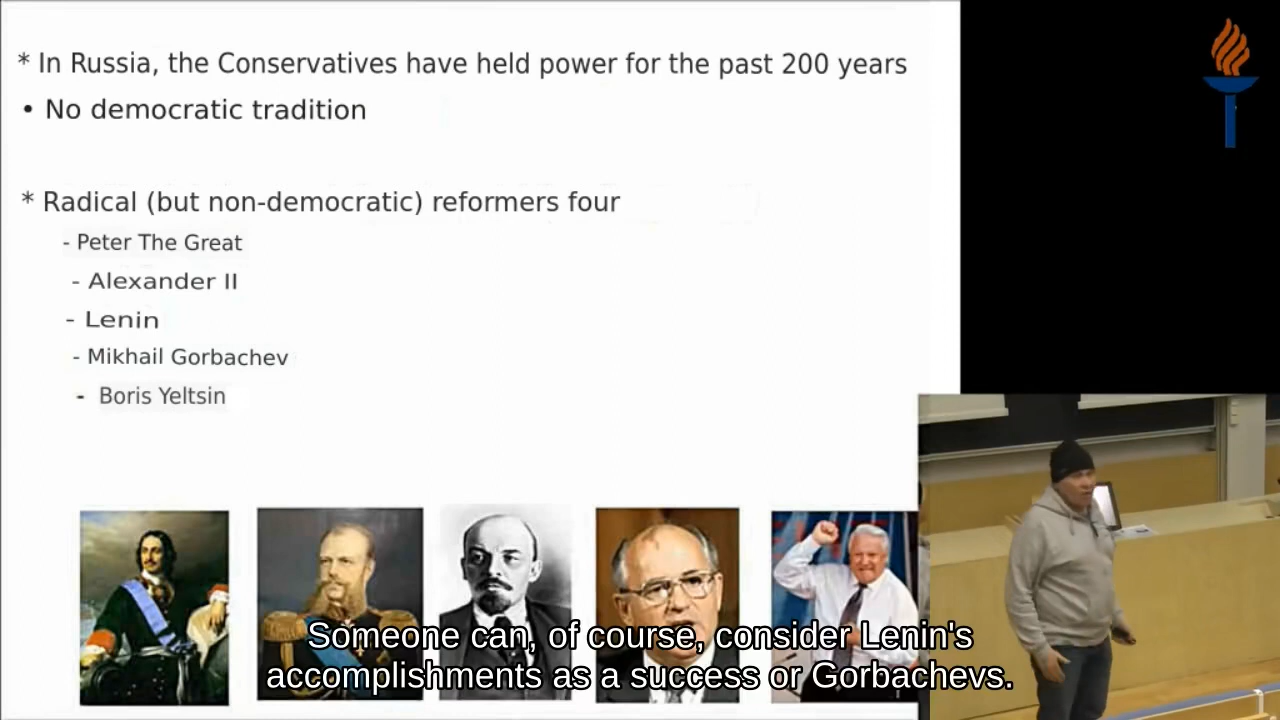 * In Russia, the Conservatives have held power for the past 200 years
• No democratic tradition
* Radical (but non-democratic) reformers four
- Peter The Great
- Alexander II
- Lenin
- Mikhail Gorbachev
- Boris Yeltsin
Someone can, of course, consider Lenin's
accomplishments as a success or Gorbachevs.